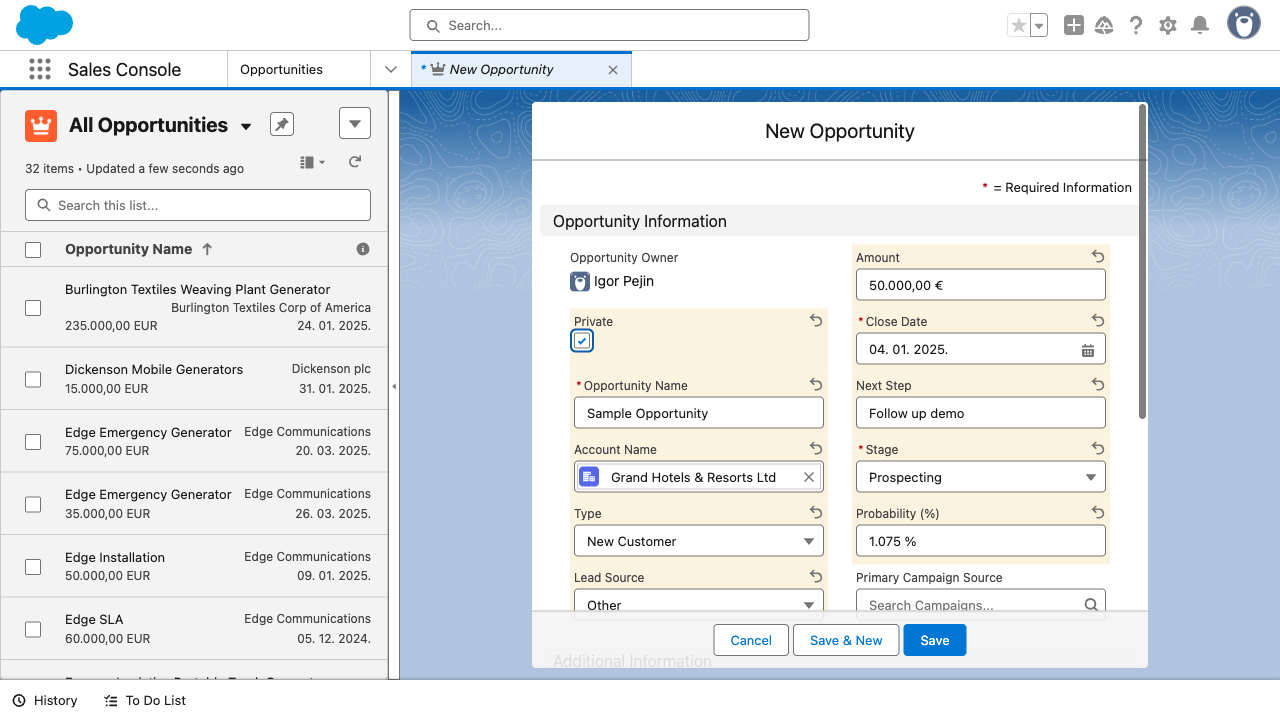 Search...
Sales Console
Opportunities
* New Opportunity
All Opportunities
32 items • Updated a few seconds ago
Search this list...
Opportunity Name
Burlington Textiles Weaving Plant Generator
Burlington Textiles Corp of America
235.000,00 EUR 24. 01. 2025.
Dickenson Mobile Generators Dickenson plc
15.000,00 EUR 31. 01. 2025.
Edge Emergency Generator Edge Communications
75.000,00 EUR 20. 03. 2025.
Edge Emergency Generator Edge Communications
35.000,00 EUR 26. 03. 2025.
Edge Installation Edge Communications
50.000,00 EUR 09. 01. 2025.
Edge SLA Edge Communications
60.000,00 EUR 05. 12. 2024.
New Opportunity
* = Required Information
Opportunity Information
Opportunity Owner
Igor Pejin
Private
* Opportunity Name
Sample Opportunity
Account Name
Grand Hotels & Resorts Ltd
Type
New Customer
Lead Source
Other
Amount
50.000,00 €
* Close Date
04. 01. 2025.
Next Step
Follow up demo
* Stage
Prospecting
Probability (%)
1.075 %
Primary Campaign Source
Search Campaigns...
Additional Information
Cancel
Save & New
Save
History
To Do List